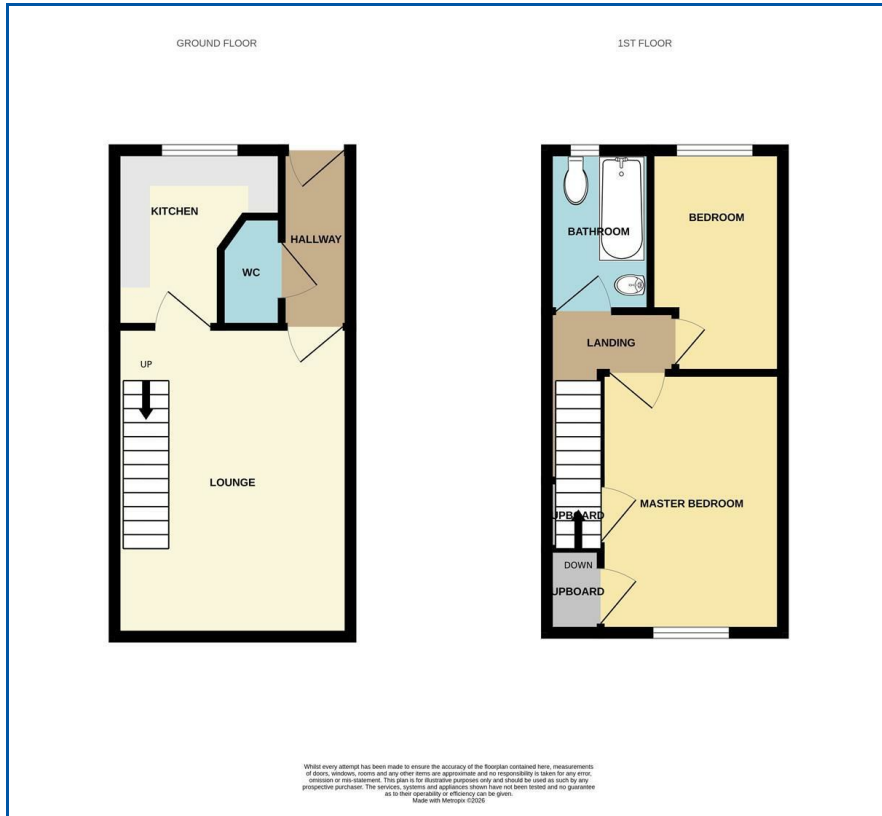 GROUND FLOOR
1ST FLOOR
KITCHEN
HALLWAY
WC
UP
LOUNGE
BATHROOM
BEDROOM
LANDING
MASTER BEDROOM
UPBOARD
DOWN
UPBOARD
Whilst every attempt has been made to ensure the accuracy of the floorplan contained here, measurements
of doors, windows, rooms and any other items are approximate and no responsibility is taken for any error,
omission or mis-statement. This plan is for illustrative purposes only and should be used as such by any
prospective purchaser. The services, systems and appliances shown have not been tested and no guarantee
as to their operability or efficiency can be given.
Made with Metropix ©2026